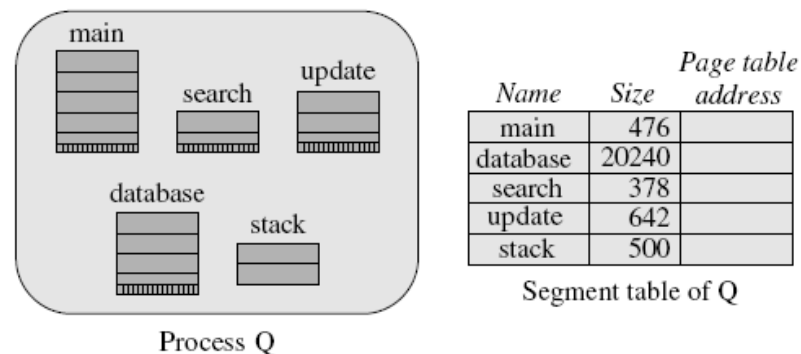 main
search
update
database
stack
Process Q
Name Size Page table address
main 476
database 20240
search 378
update 642
stack 500
Segment table of Q